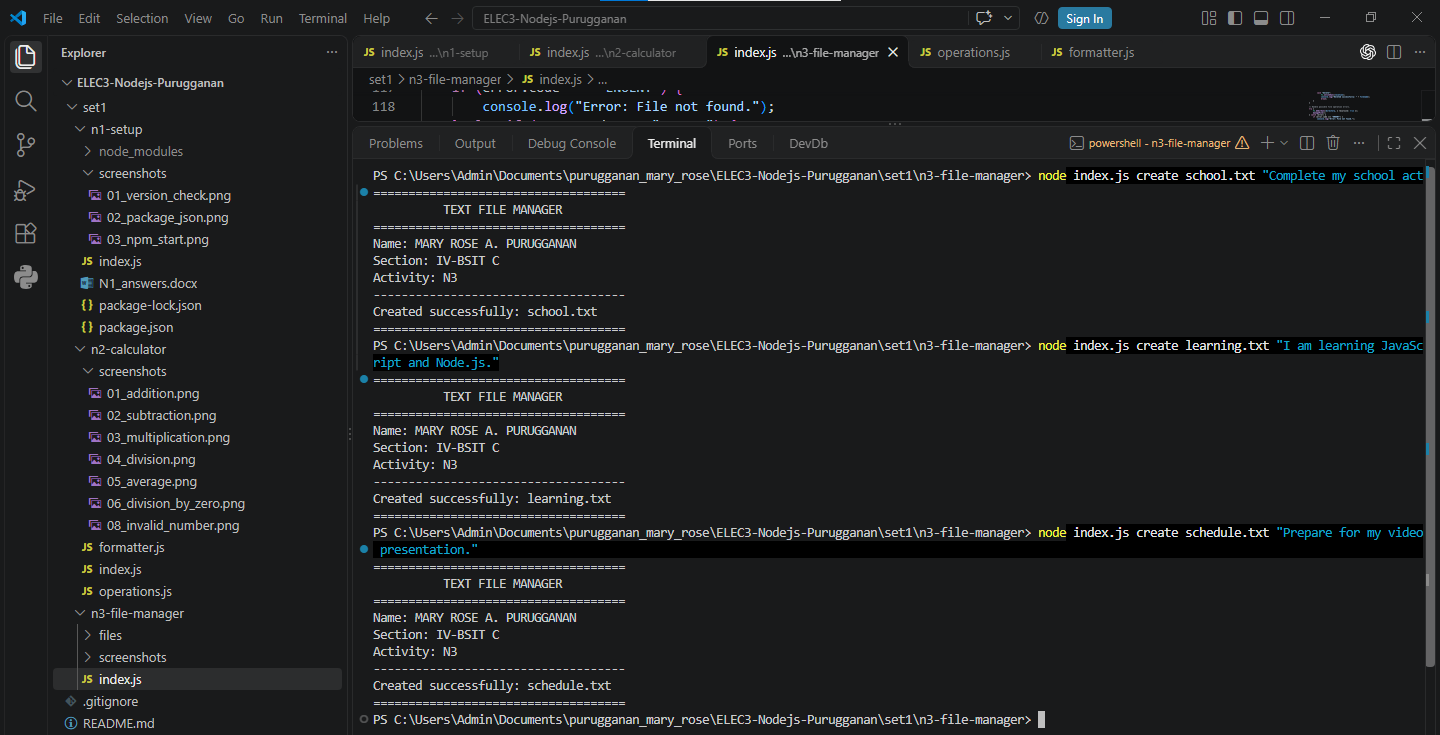 File Edit Selection View Go Run Terminal Help
ELEC3-Nodejs-Purugganan
Sign In
Explorer
ELEC3-Nodejs-Purugganan
set1
n1-setup
node_modules
screenshots
01_version_check.png
02_package_json.png
03_npm_start.png
JS index.js
N1_answers.docx
{} package-lock.json
{} package.json
n2-calculator
screenshots
01_addition.png
02_subtraction.png
03_multiplication.png
04_division.png
05_average.png
06_division_by_zero.png
08_invalid_number.png
JS formatter.js
JS index.js
JS operations.js
n3-file-manager
files
screenshots
JS index.js
.gitignore
README.md
JS index.js ...\n1-setup JS index.js ...\n2-calculator JS index.js ...\n3-file-manager JS operations.js JS formatter.js
set1 > n3-file-manager > JS index.js > ...
118 console.log("Error: File not found.");
Problems Output Debug Console Terminal Ports DevDb
powershell - n3-file-manager
PS C:\Users\Admin\Documents\purugganan_mary_rose\ELEC3-Nodejs-Purugganan\set1\n3-file-manager> node index.js create school.txt "Complete my school act
====================================
TEXT FILE MANAGER
====================================
Name: MARY ROSE A. PURUGGANAN
Section: IV-BSIT C
Activity: N3
------------------------------------
Created successfully: school.txt
====================================
PS C:\Users\Admin\Documents\purugganan_mary_rose\ELEC3-Nodejs-Purugganan\set1\n3-file-manager> node index.js create learning.txt "I am learning JavaSc
ript and Node.js."
====================================
TEXT FILE MANAGER
====================================
Name: MARY ROSE A. PURUGGANAN
Section: IV-BSIT C
Activity: N3
------------------------------------
Created successfully: learning.txt
====================================
PS C:\Users\Admin\Documents\purugganan_mary_rose\ELEC3-Nodejs-Purugganan\set1\n3-file-manager> node index.js create schedule.txt "Prepare for my video
presentation."
====================================
TEXT FILE MANAGER
====================================
Name: MARY ROSE A. PURUGGANAN
Section: IV-BSIT C
Activity: N3
------------------------------------
Created successfully: schedule.txt
====================================
PS C:\Users\Admin\Documents\purugganan_mary_rose\ELEC3-Nodejs-Purugganan\set1\n3-file-manager>